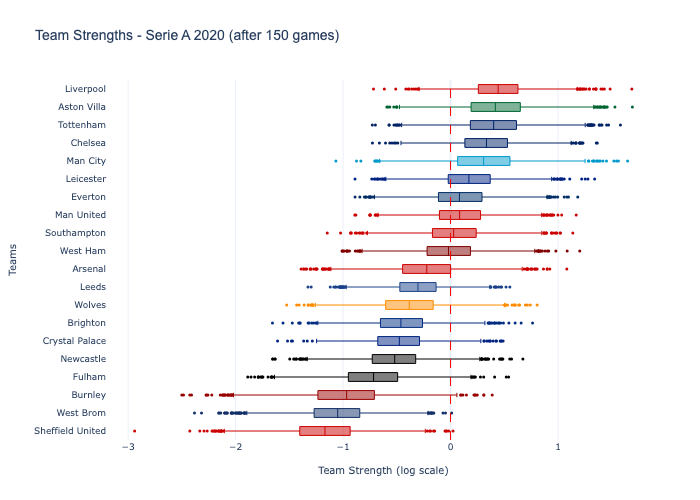 Team Strengths - Serie A 2020 (after 150 games)
Liverpool
Aston Villa
Tottenham
Chelsea
Man City
Leicester
Everton
Man United
Southampton
West Ham
Arsenal
Leeds
Wolves
Brighton
Crystal Palace
Newcastle
Fulham
Burnley
West Brom
Sheffield United
Teams
−3 −2 −1 0 1
Team Strength (log scale)